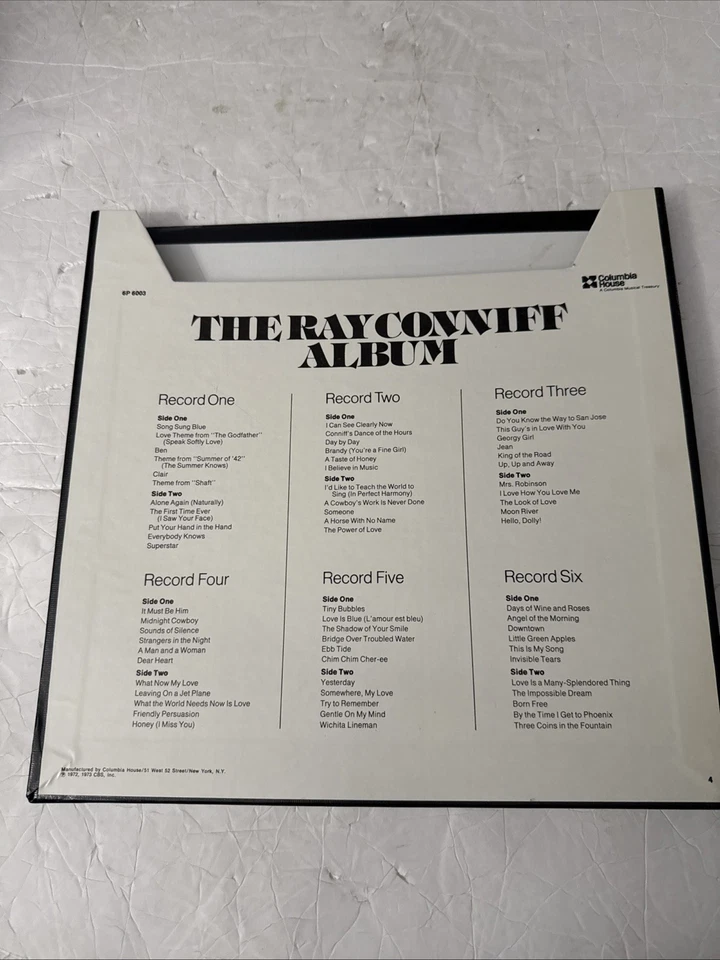 6P 6003
Columbia
House
A Columbia Musical Treasury
THE RAY CONNIFF
ALBUM
Record One
Side One
Song Sung Blue
Love Theme from "The Godfather"
(Speak Softly Love)
Ben
Theme from "Summer of '42"
(The Summer Knows)
Clair
Theme from "Shaft"
Side Two
Alone Again (Naturally)
The First Time Ever
(I Saw Your Face)
Put Your Hand in the Hand
Everybody Knows
Superstar
Record Two
Side One
I Can See Clearly Now
Conniff's Dance of the Hours
Day by Day
Brandy (You're a Fine Girl)
A Taste of Honey
I Believe in Music
Side Two
I'd Like to Teach the World to
Sing (In Perfect Harmony)
A Cowboy's Work is Never Done
Someone
A Horse With No Name
The Power of Love
Record Three
Side One
Do You Know the Way to San Jose
This Guy's in Love With You
Georgy Girl
Jean
King of the Road
Up, Up and Away
Side Two
Mrs. Robinson
I Love How You Love Me
The Look of Love
Moon River
Hello, Dolly!
Record Four
Side One
It Must Be Him
Midnight Cowboy
Sounds of Silence
Strangers in the Night
A Man and a Woman
Dear Heart
Side Two
What Now My Love
Leaving On a Jet Plane
What the World Needs Now Is Love
Friendly Persuasion
Honey (I Miss You)
Record Five
Side One
Tiny Bubbles
Love Is Blue (L'amour est bleu)
The Shadow of Your Smile
Bridge Over Troubled Water
Ebb Tide
Chim Chim Cher-ee
Side Two
Yesterday
Somewhere, My Love
Try to Remember
Gentle On My Mind
Wichita Lineman
Record Six
Side One
Days of Wine and Roses
Angel of the Morning
Downtown
Little Green Apples
This Is My Song
Invisible Tears
Side Two
Love Is a Many-Splendored Thing
The Impossible Dream
Born Free
By the Time I Get to Phoenix
Three Coins in the Fountain
Manufactured by Columbia House/51 West 52 Street/New York, N.Y.
℗ 1972, 1973 CBS, Inc.
4